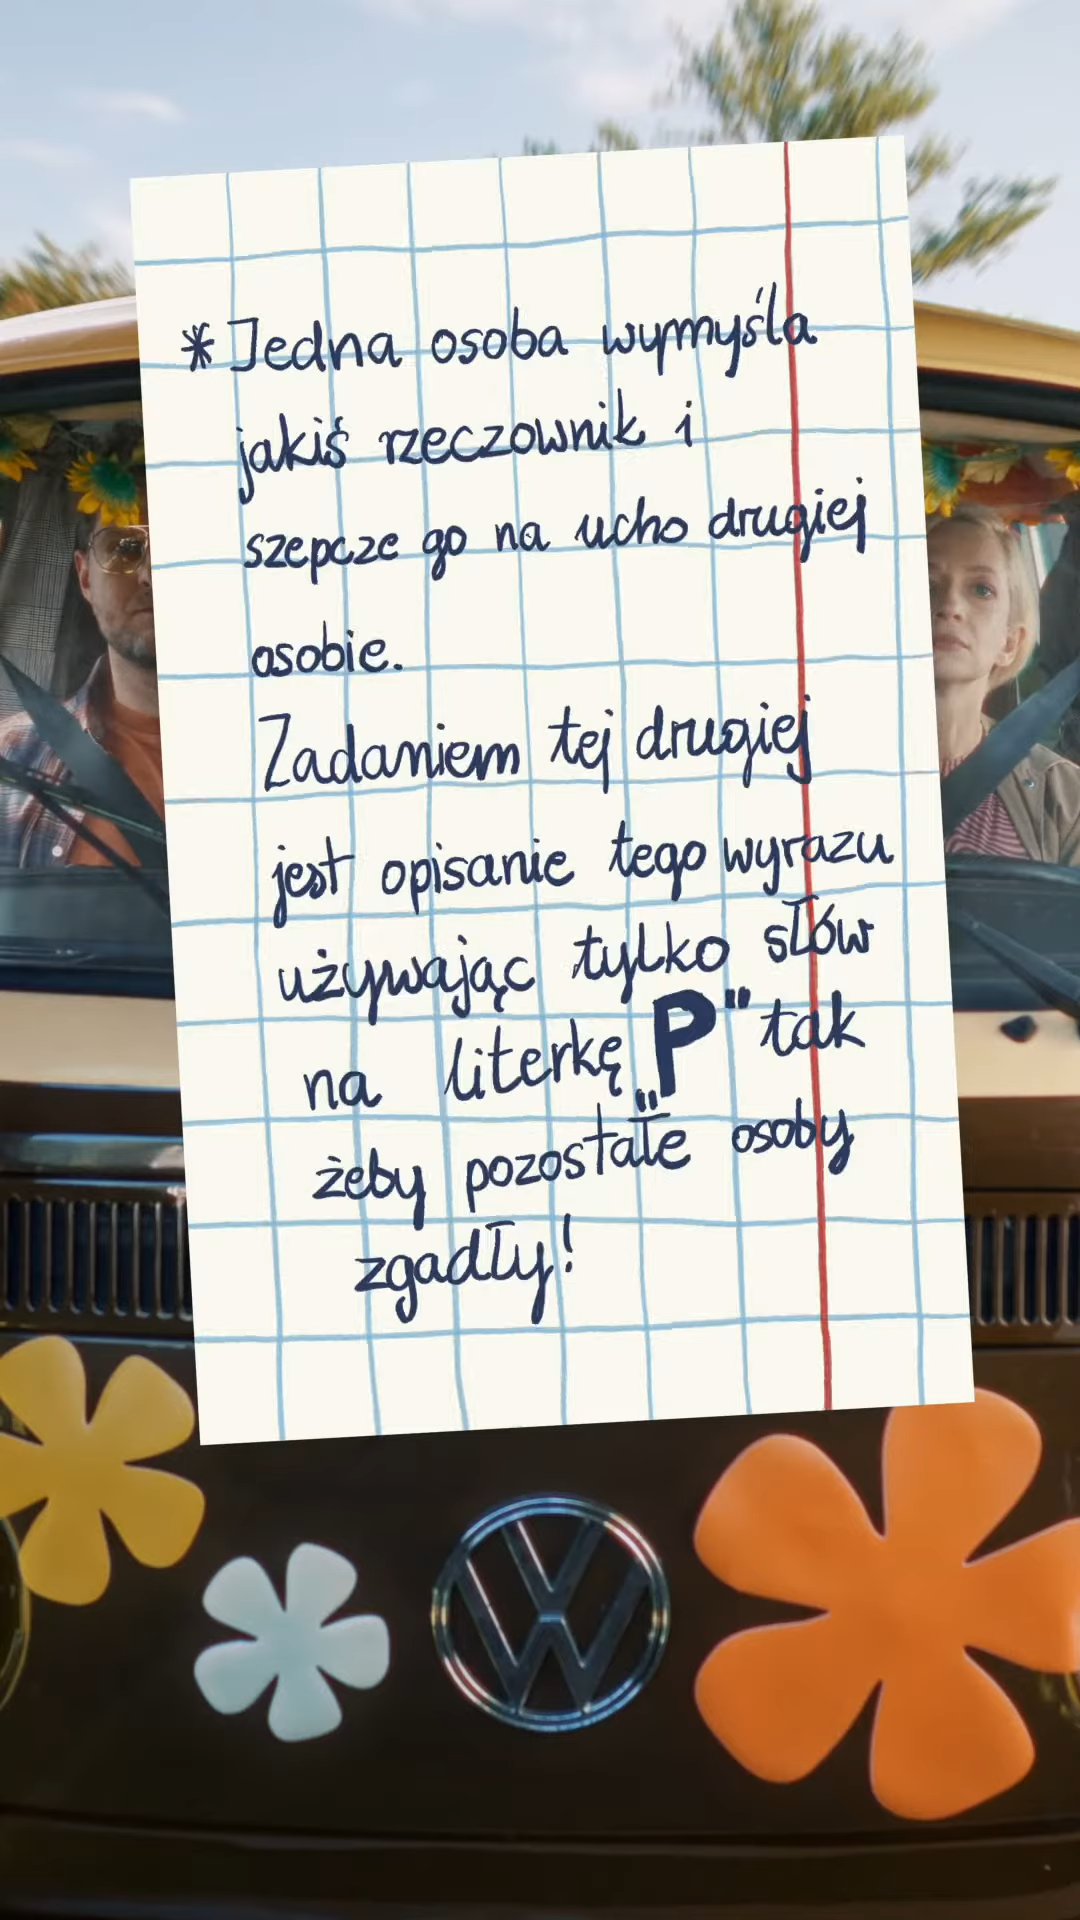 * Jedna osoba wymyśla
jakiś rzeczownik i
szepcze go na ucho drugiej
osobie.
Zadaniem tej drugiej
jest opisanie tego wyrazu
używając tylko słów
na literkę „P" tak
żeby pozostałe osoby
zgadły!
VW